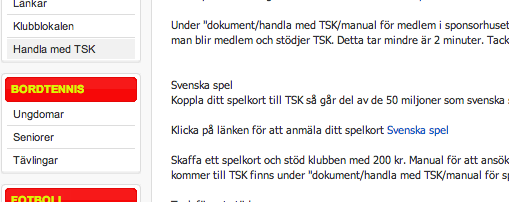 Länkar
Klubblokalen
Handla med TSK
BORDTENNIS
Ungdomar
Seniorer
Tävlingar
FOTBOLL
Under "dokument/handla med TSK/manual för medlem i sponsorhuset
man blir medlem och stödjer TSK. Detta tar mindre är 2 minuter. Tack
Svenska spel
Koppla ditt spelkort till TSK så går del av de 50 miljoner som svenska s
Klicka på länken för att anmäla ditt spelkort Svenska spel
Skaffa ett spelkort och stöd klubben med 200 kr. Manual för att ansök
kommer till TSK finns under "dokument/handla med TSK/manual för sp